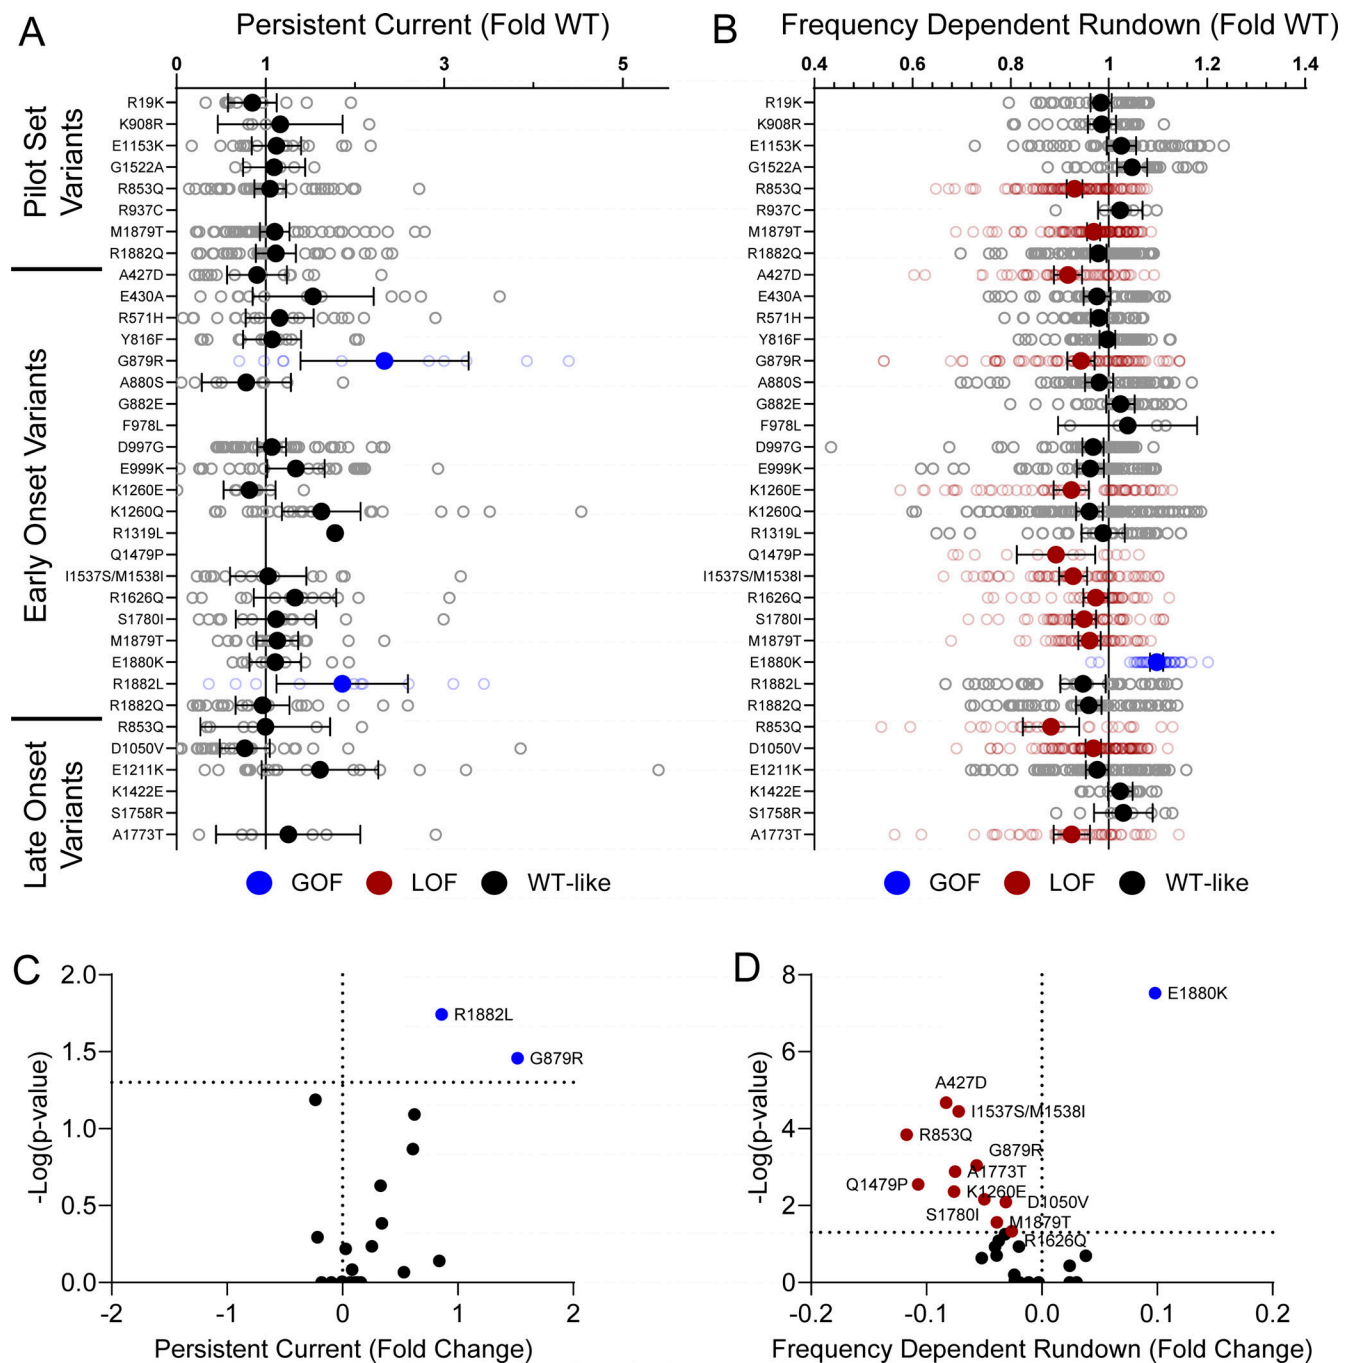 A
Persistent Current (Fold WT)
0 1 3 5
Pilot Set
Variants
R19K
K908R
E1153K
G1522A
R853Q
R937C
M1879T
R1882Q
Early Onset Variants
A427D
E430A
R571H
Y816F
G879R
A880S
G882E
F978L
D997G
E999K
K1260E
K1260Q
R1319L
Q1479P
I1537S/M1538I
R1626Q
S1780I
M1879T
E1880K
R1882L
R1882Q
Late Onset
Variants
R853Q
D1050V
E1211K
K1422E
S1758R
A1773T
GOF LOF WT-like
B
Frequency Dependent Rundown (Fold WT)
0.4 0.6 0.8 1 1.2 1.4
R19K
K908R
E1153K
G1522A
R853Q
R937C
M1879T
R1882Q
A427D
E430A
R571H
Y816F
G879R
A880S
G882E
F978L
D997G
E999K
K1260E
K1260Q
R1319L
Q1479P
I1537S/M1538I
R1626Q
S1780I
M1879T
E1880K
R1882L
R1882Q
R853Q
D1050V
E1211K
K1422E
S1758R
A1773T
GOF LOF WT-like
C
-Log(p-value)
2.0
1.5
1.0
0.5
0.0
R1882L
G879R
-2 -1 0 1 2
Persistent Current (Fold Change)
D
-Log(p-value)
8
6
4
2
0
E1880K
A427D
I1537S/M1538I
R853Q
G879R
A1773T
Q1479P
K1260E
D1050V
S1780I
M1879T
R1626Q
-0.2 -0.1 0.0 0.1 0.2
Frequency Dependent Rundown (Fold Change)